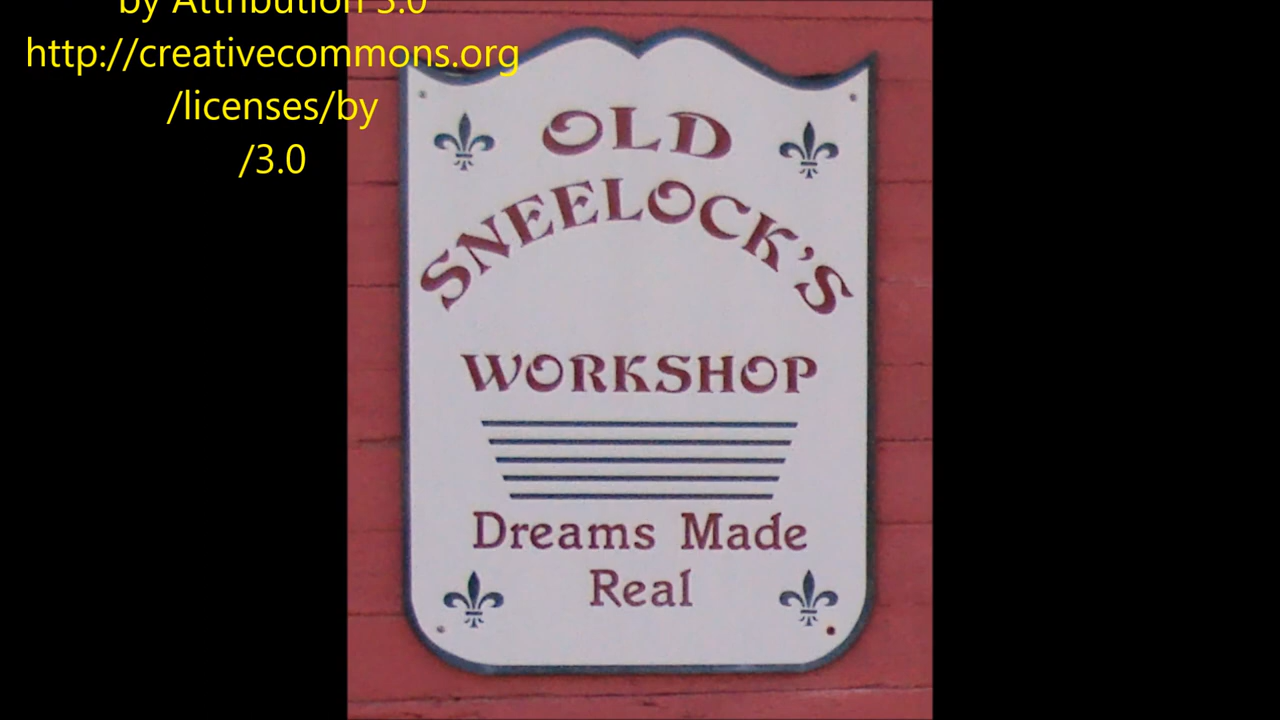 by Attribution 3.0
http://creativecommons.org
/licenses/by
/3.0
OLD
SNEELOCK'S
WORKSHOP
Dreams Made
Real